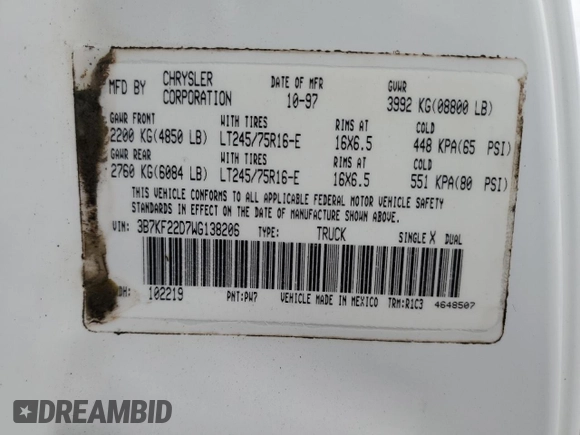 MFD BY CHRYSLER CORPORATION DATE OF MFR 10-97 GVWR 3992 KG(08800 LB)
GAWR FRONT WITH TIRES RIMS AT COLD
2200 KG(4850 LB) LT245/75R16-E 16X6.5 448 KPA(65 PSI)
GAWR REAR WITH TIRES RIMS AT COLD
2760 KG(6084 LB) LT245/75R16-E 16X6.5 551 KPA(80 PSI)
THIS VEHICLE CONFORMS TO ALL APPLICABLE FEDERAL MOTOR VEHICLE SAFETY
STANDARDS IN EFFECT ON THE DATE OF MANUFACTURE SHOWN ABOVE.
VIN: 3B7KF22D7WG138206 TYPE: TRUCK SINGLE X DUAL
MDH: 102219 PNT: PW7 VEHICLE MADE IN MEXICO TRM: R1C3 4648507
DREAMBID